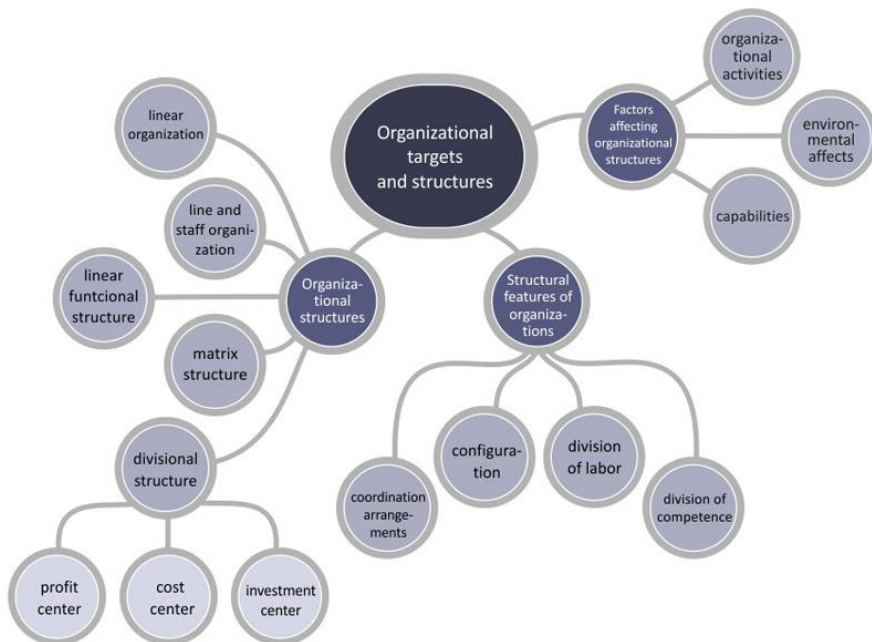 Organizational
targets
and structures
Factors
affecting
organizational
structures
organiza-
tional
activities
environ-
mental
affects
capabilities
Organiza-
tional
structures
linear
organization
line and
staff organi-
zation
linear
funtcional
structure
matrix
structure
divisional
structure
profit
center
cost
center
investment
center
Structural
features of
organiza-
tions
coordination
arrange-
ments
configura-
tion
division
of labor
division of
competence